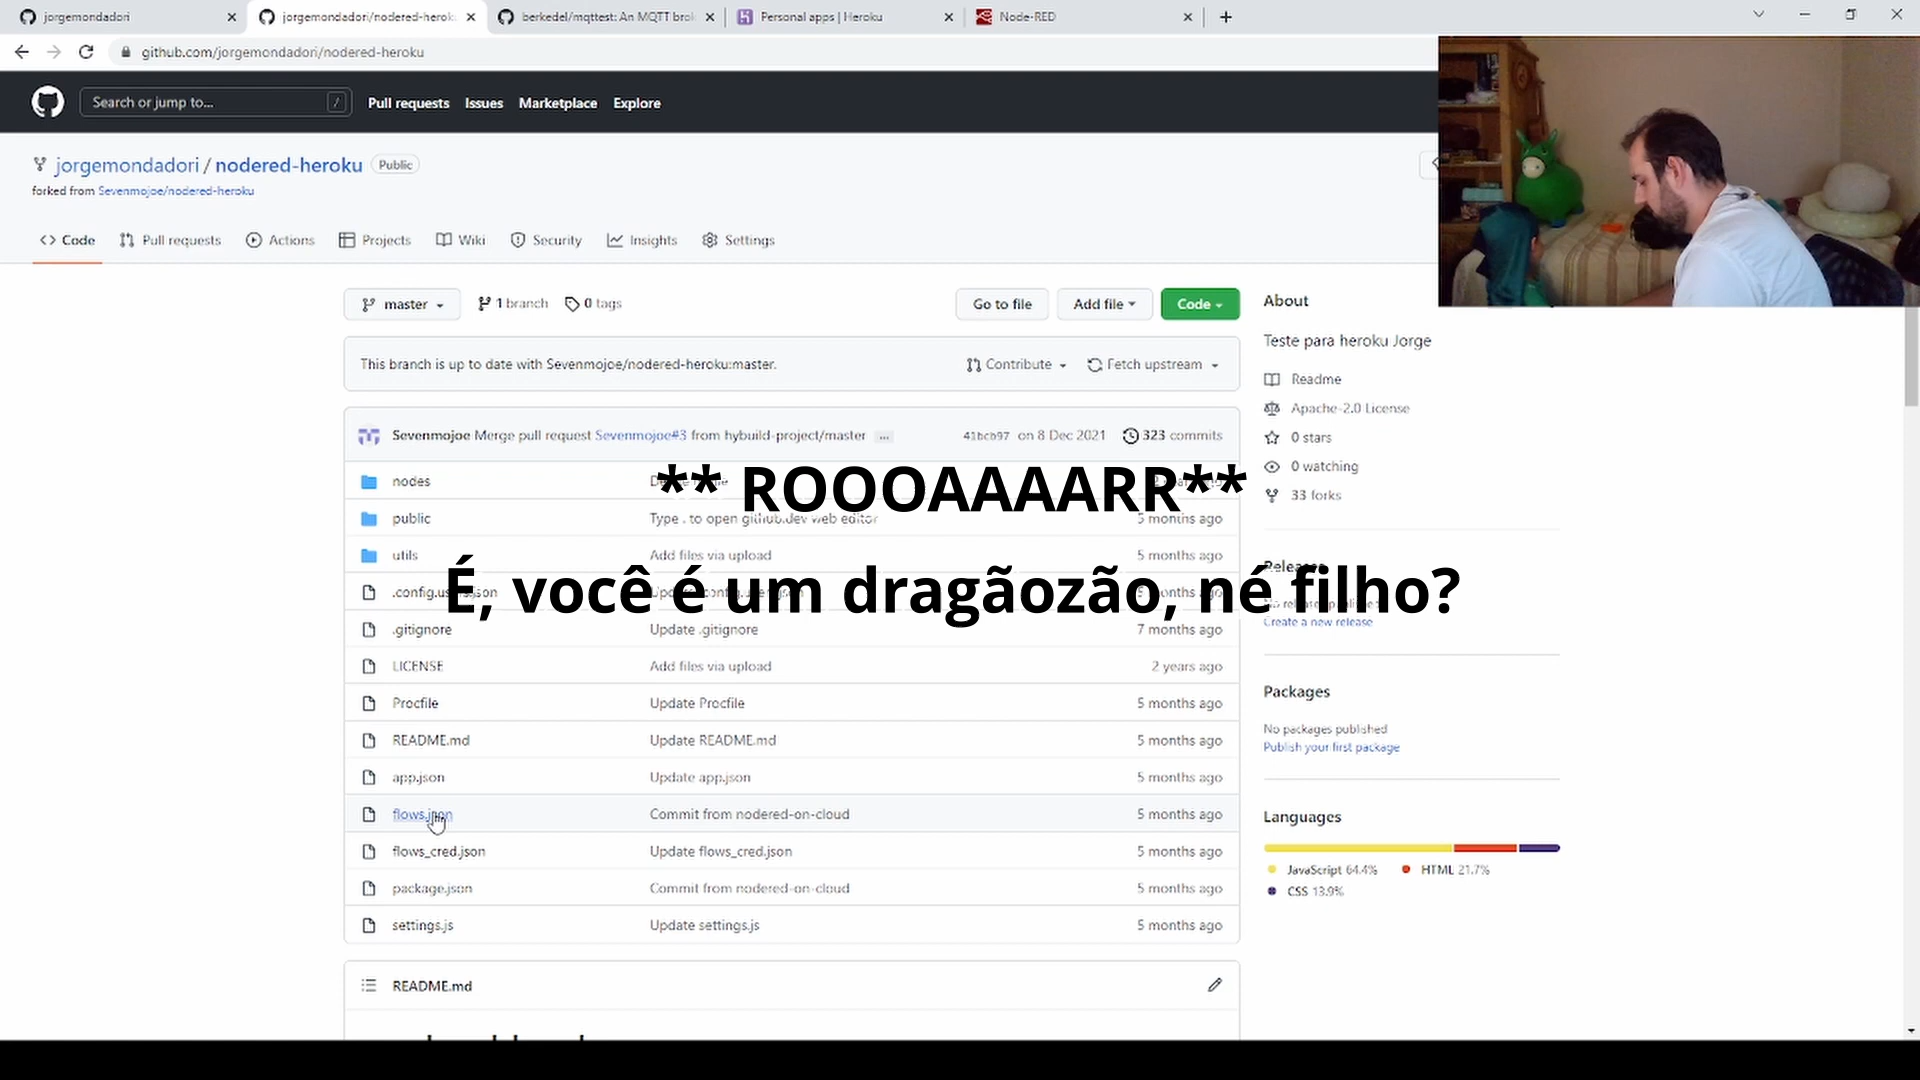 jorgemondadori
jorgemondadori/nodered-heroku
berkedel/mqttest: An MQTT brok
Personal apps | Heroku
Node-RED
github.com/jorgemondadori/nodered-heroku
Search or jump to...
/
Pull requests
Issues
Marketplace
Explore
jorgemondadori / nodered-heroku
Public
forked from Sevenmojoe/nodered-heroku
Code
Pull requests
Actions
Projects
Wiki
Security
Insights
Settings
master
1 branch
0 tags
Go to file
Add file
Code
This branch is up to date with Sevenmojoe/nodered-heroku:master.
Contribute
Fetch upstream
Sevenmojoe Merge pull request Sevenmojoe#3 from hybuild-project/master
...
41bcb97 on 8 Dec 2021
323 commits
nodes
** ROOOAAAARR**
public
Type . to open github.dev web editor
5 months ago
utils
Add files via upload
5 months ago
É, você é um dragãozão, né filho?
.gitignore
Update .gitignore
7 months ago
LICENSE
Add files via upload
2 years ago
Procfile
Update Procfile
5 months ago
README.md
Update README.md
5 months ago
app.json
Update app.json
5 months ago
flows.json
Commit from nodered-on-cloud
5 months ago
flows_cred.json
Update flows_cred.json
5 months ago
package.json
Commit from nodered-on-cloud
5 months ago
settings.js
Update settings.js
5 months ago
README.md
About
Teste para heroku Jorge
Readme
Apache-2.0 License
0 stars
0 watching
33 forks
Releases
Create a new release
Packages
No packages published
Publish your first package
Languages
JavaScript 64.4%
HTML 21.7%
CSS 13.9%